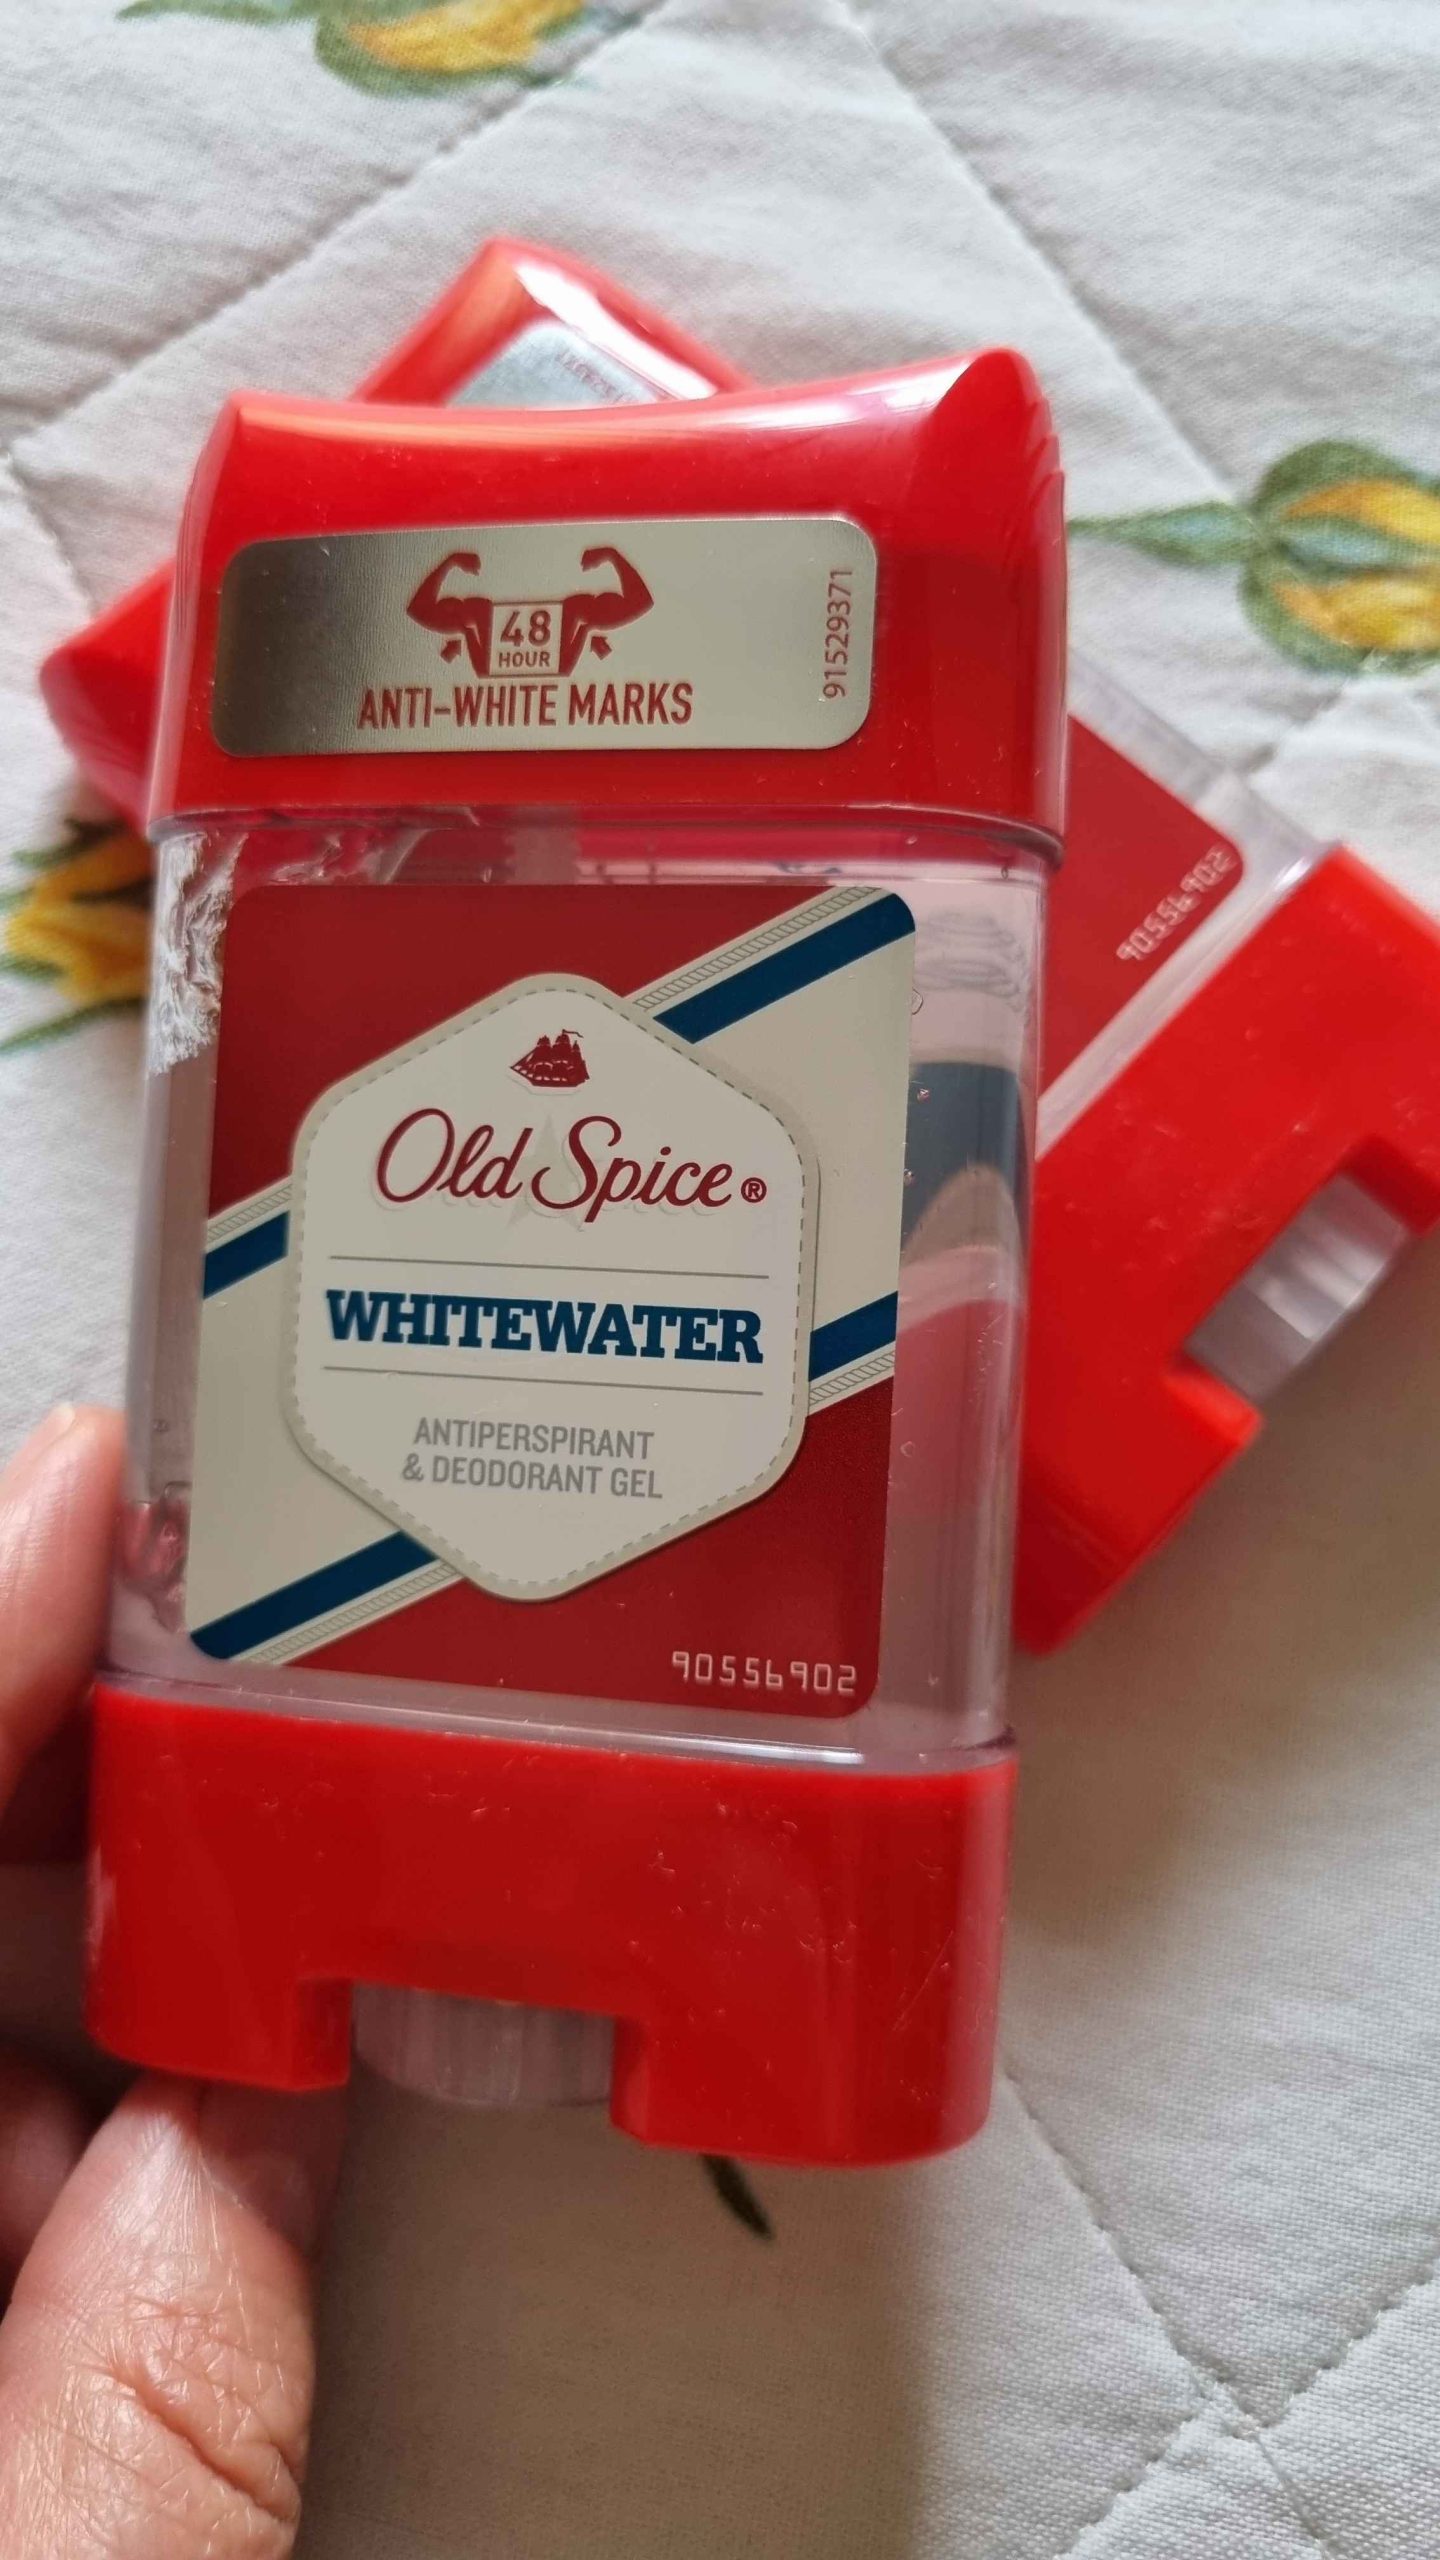 48
HOUR
ANTI-WHITE MARKS
91529371
Old Spice®
WHITEWATER
ANTIPERSPIRANT
& DEODORANT GEL
90556902
90556902